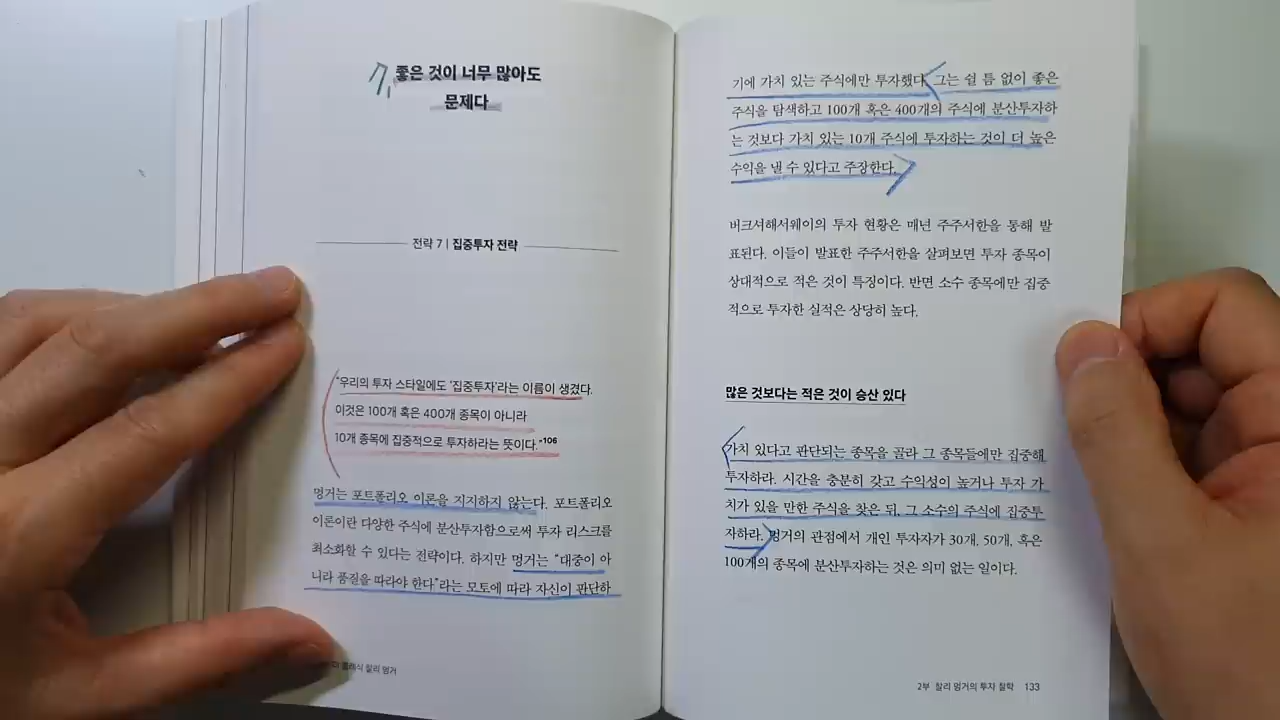 7.
좋은 것이 너무 많아도
문제다
전략 7 | 집중투자 전략
"우리의 투자 스타일에도 '집중투자'라는 이름이 생겼다.
이것은 100개 혹은 400개 종목이 아니라
10개 종목에 집중적으로 투자하라는 뜻이다."106
멍거는 포트폴리오 이론을 지지하지 않는다. 포트폴리오
이론이란 다양한 주식에 분산투자함으로써 투자 리스크를
최소화할 수 있다는 전략이다. 하지만 멍거는 "대중이 아
니라 품질을 따라야 한다"라는 모토에 따라 자신이 판단하
클래식 찰리 멍거
기에 가치 있는 주식에만 투자했다. 그는 쉴 틈 없이 좋은
주식을 탐색하고 100개 혹은 400개의 주식에 분산투자하
는 것보다 가치 있는 10개 주식에 투자하는 것이 더 높은
수익을 낼 수 있다고 주장한다.
버크셔해서웨이의 투자 현황은 매년 주주서한을 통해 발
표된다. 이들이 발표한 주주서한을 살펴보면 투자 종목이
상대적으로 적은 것이 특징이다. 반면 소수 종목에만 집중
적으로 투자한 실적은 상당히 높다.
많은 것보다는 적은 것이 승산 있다
가치 있다고 판단되는 종목을 골라 그 종목들에만 집중해
투자하라. 시간을 충분히 갖고 수익성이 높거나 투자 가
치가 있을 만한 주식을 찾은 뒤, 그 소수의 주식에 집중투
자하라. 멍거의 관점에서 개인 투자자가 30개, 50개, 혹은
100개의 종목에 분산투자하는 것은 의미 없는 일이다.
2부 찰리 멍거의 투자 철학 133